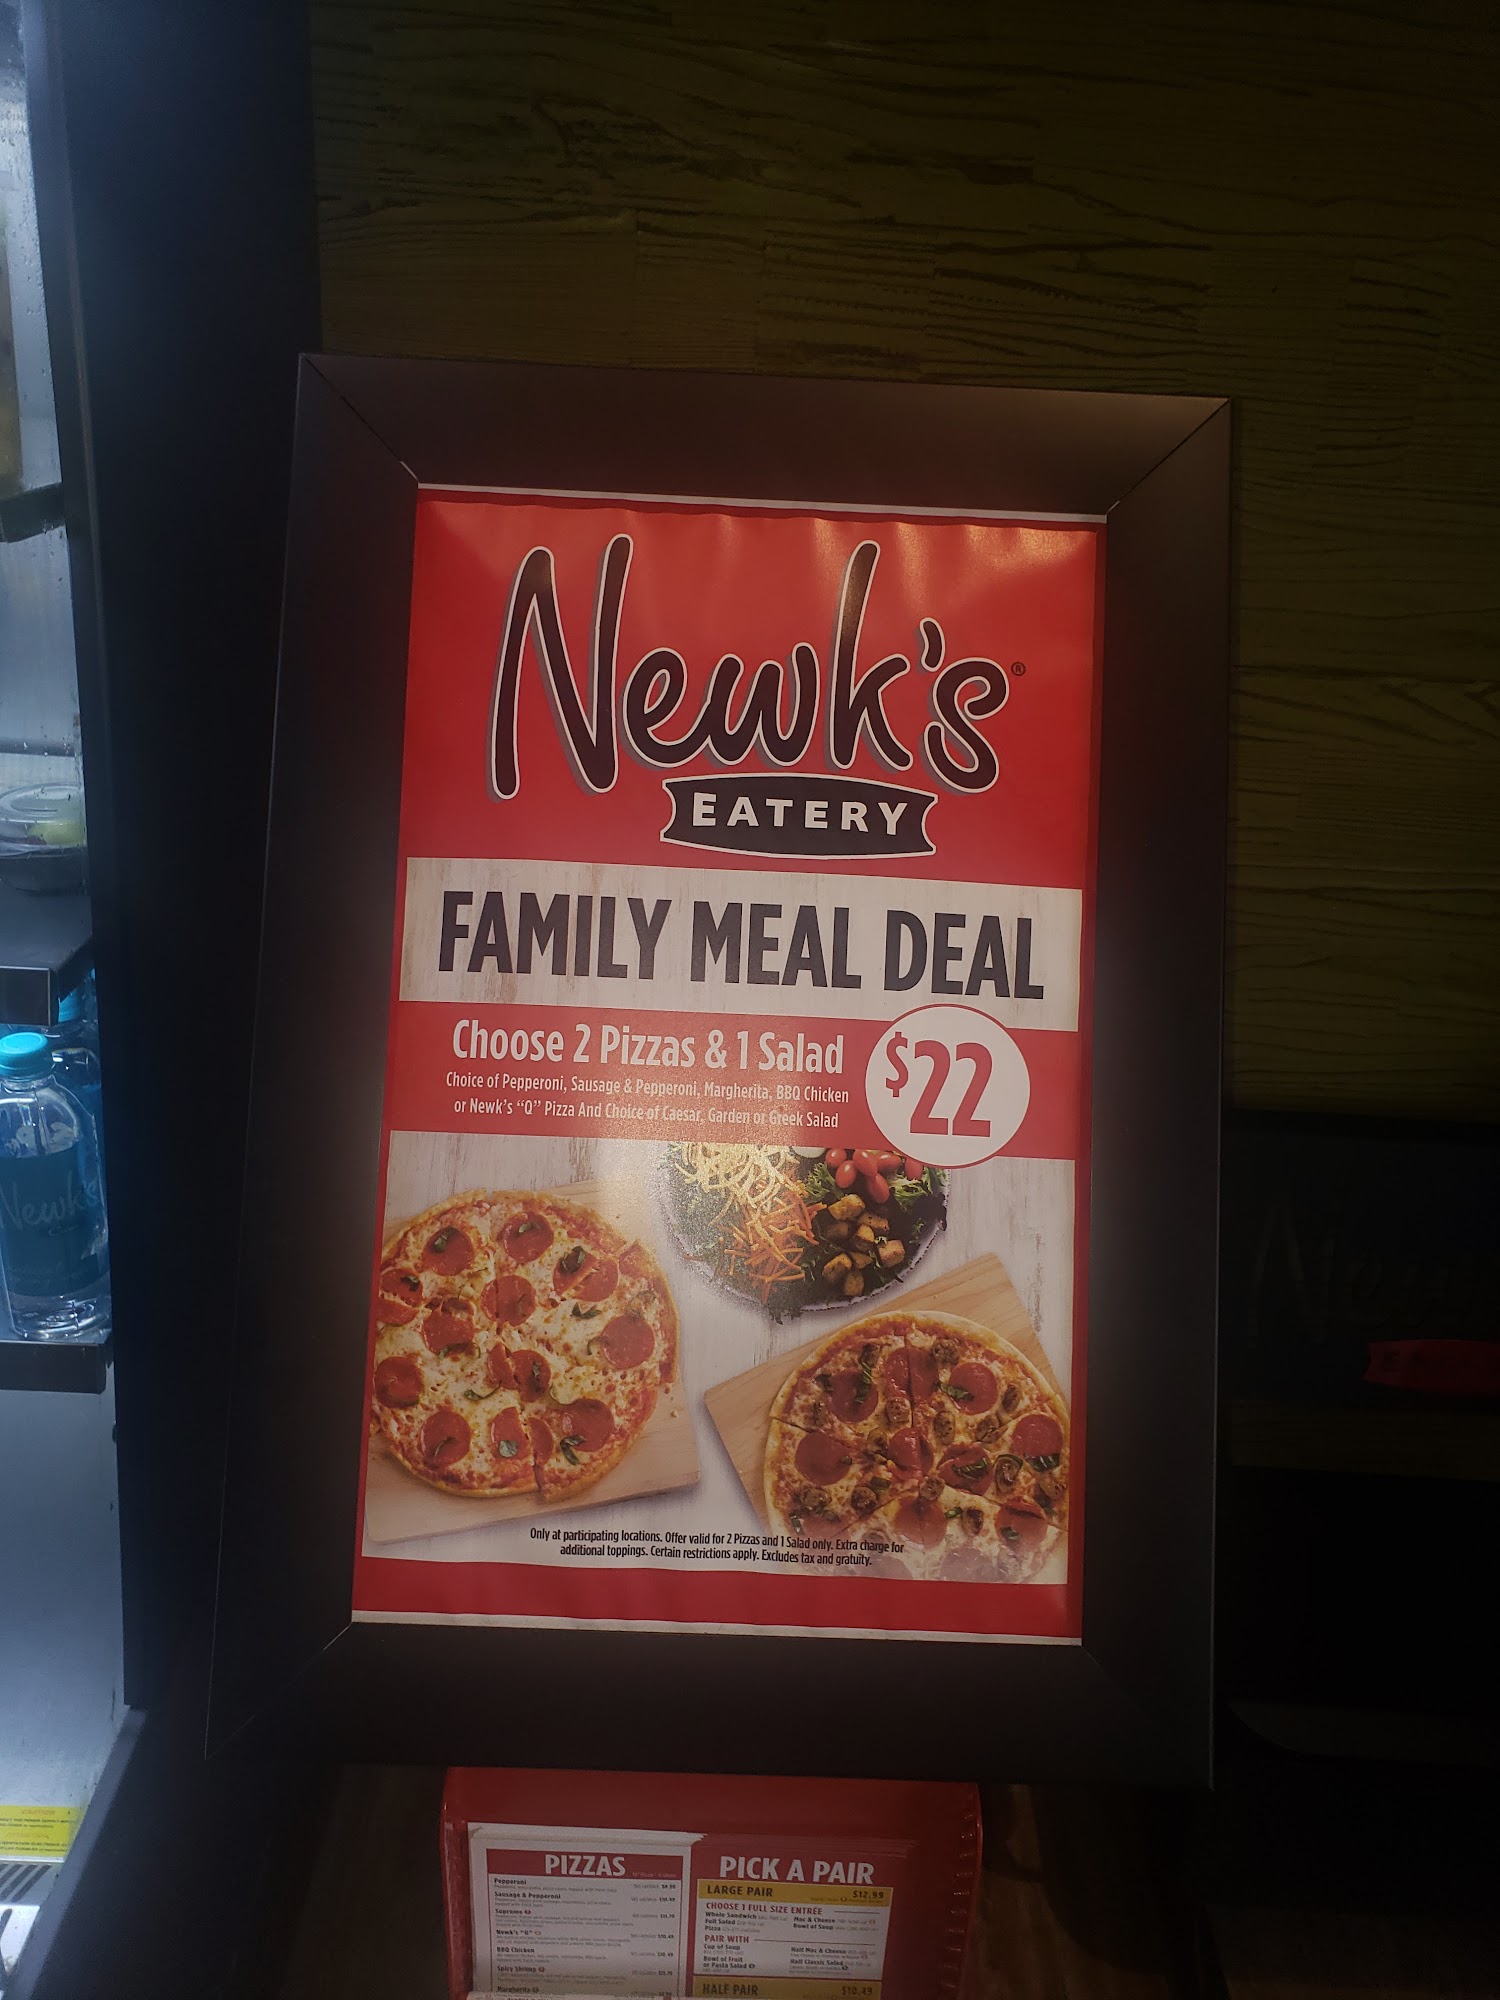 Newk's®
EATERY
FAMILY MEAL DEAL
Choose 2 Pizzas & 1 Salad
$22
Choice of Pepperoni, Sausage & Pepperoni, Margherita, BBQ Chicken
or Newk's “Q” Pizza And Choice of Caesar, Garden or Greek Salad
Only at participating locations. Offer valid for 2 Pizzas and 1 Salad only. Extra charge for
additional toppings. Certain restrictions apply. Excludes tax and gratuity.
Newk's
PIZZAS
Pepperoni
Sausage & Pepperoni
Supreme
Newk's “Q”
BBQ Chicken
Spicy Shrimp
Margherita
PICK A PAIR
LARGE PAIR $12.99
CHOOSE 1 FULL SIZE ENTRÉE
Whole Sandwich
Full Salad
Pizza
Mac & Cheese
Bowl of Soup
PAIR WITH
Cup of Soup
Bowl of Fruit
or Pasta Salad
Half Mac & Cheese
Half Classic Salad
HALF PAIR $10.49